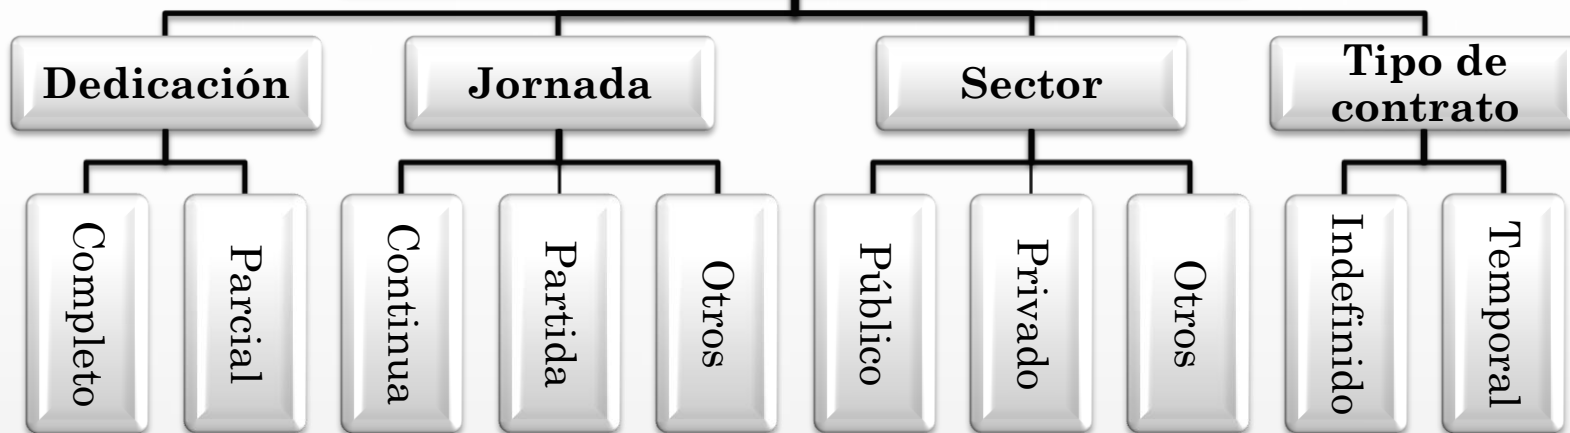 Dedicación
Jornada
Sector
Tipo de
contrato
Completo
Parcial
Continua
Partida
Otros
Público
Privado
Otros
Indefinido
Temporal